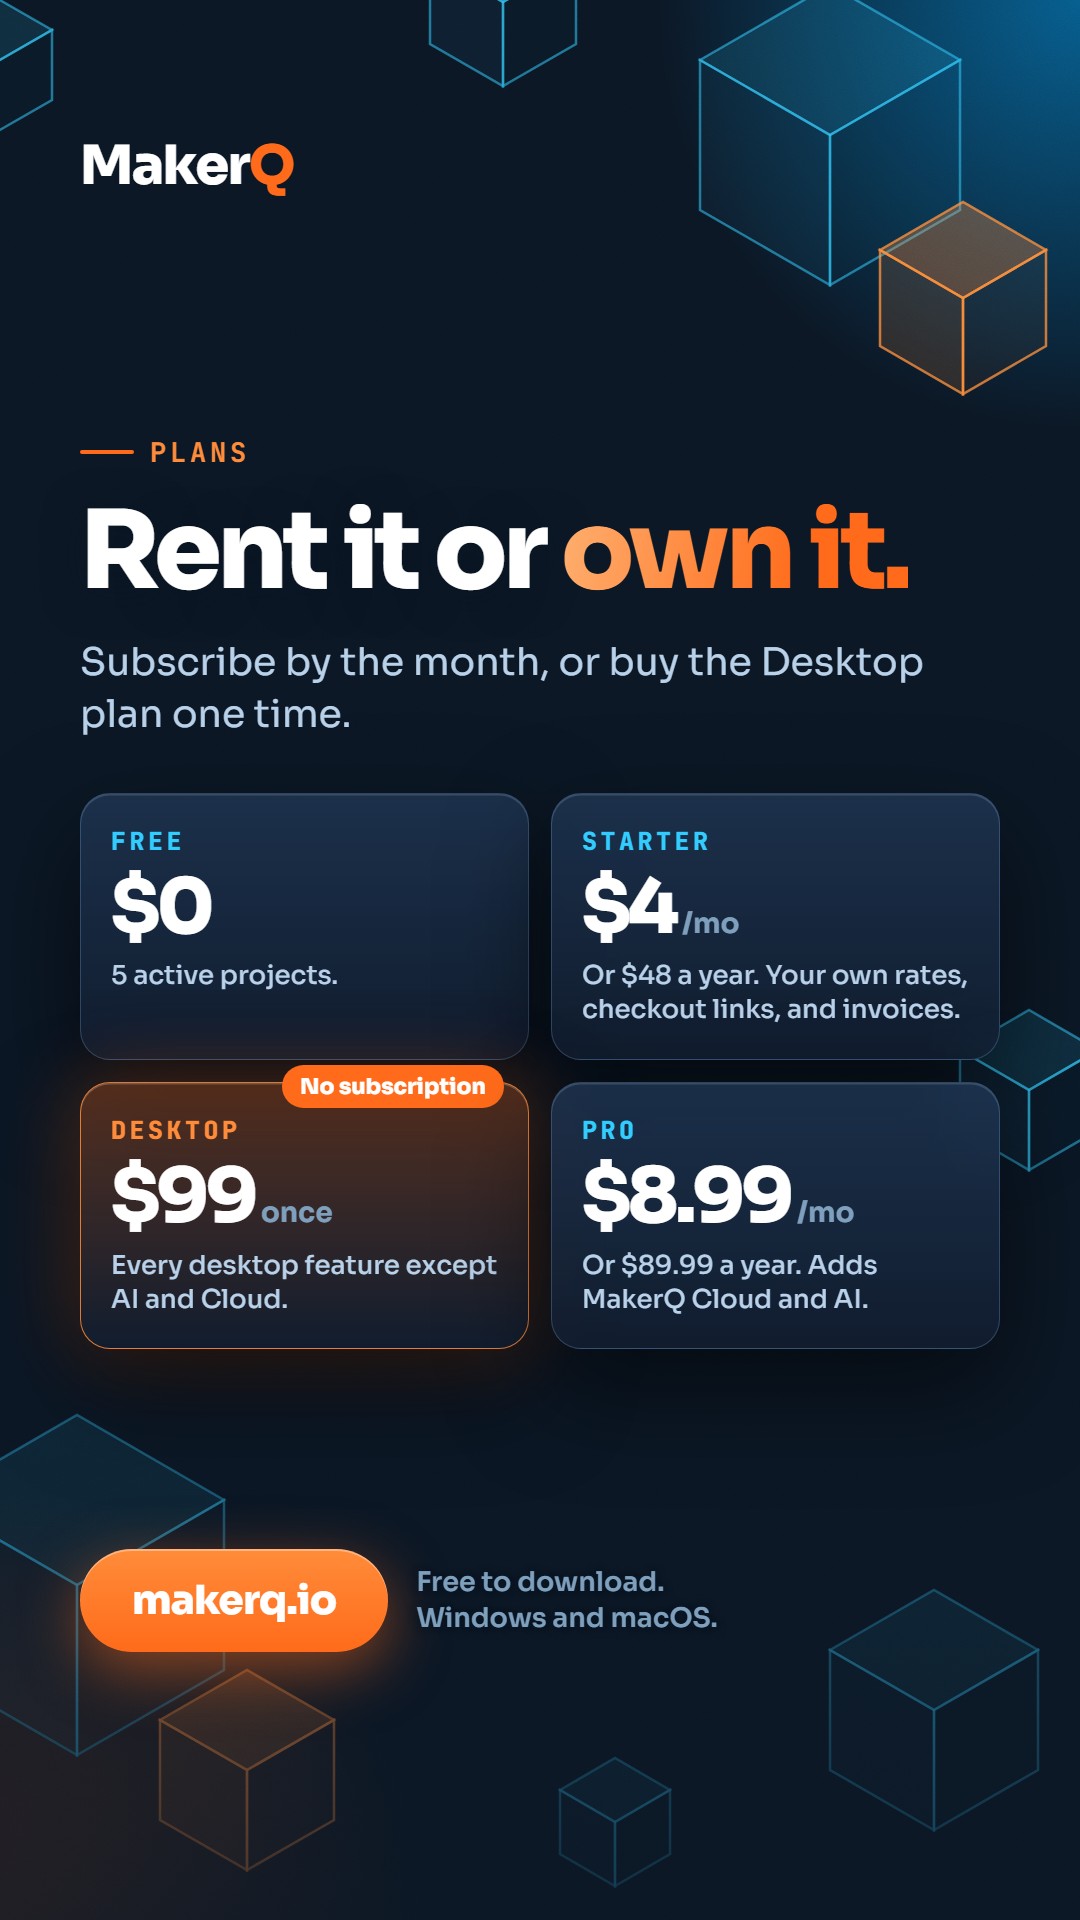 MakerQ
PLANS
Rent it or own it.
Subscribe by the month, or buy the Desktop
plan one time.
FREE
$0
5 active projects.
STARTER
$4/mo
Or $48 a year. Your own rates,
checkout links, and invoices.
No subscription
DESKTOP
$99 once
Every desktop feature except
AI and Cloud.
PRO
$8.99/mo
Or $89.99 a year. Adds
MakerQ Cloud and AI.
makerq.io
Free to download.
Windows and macOS.